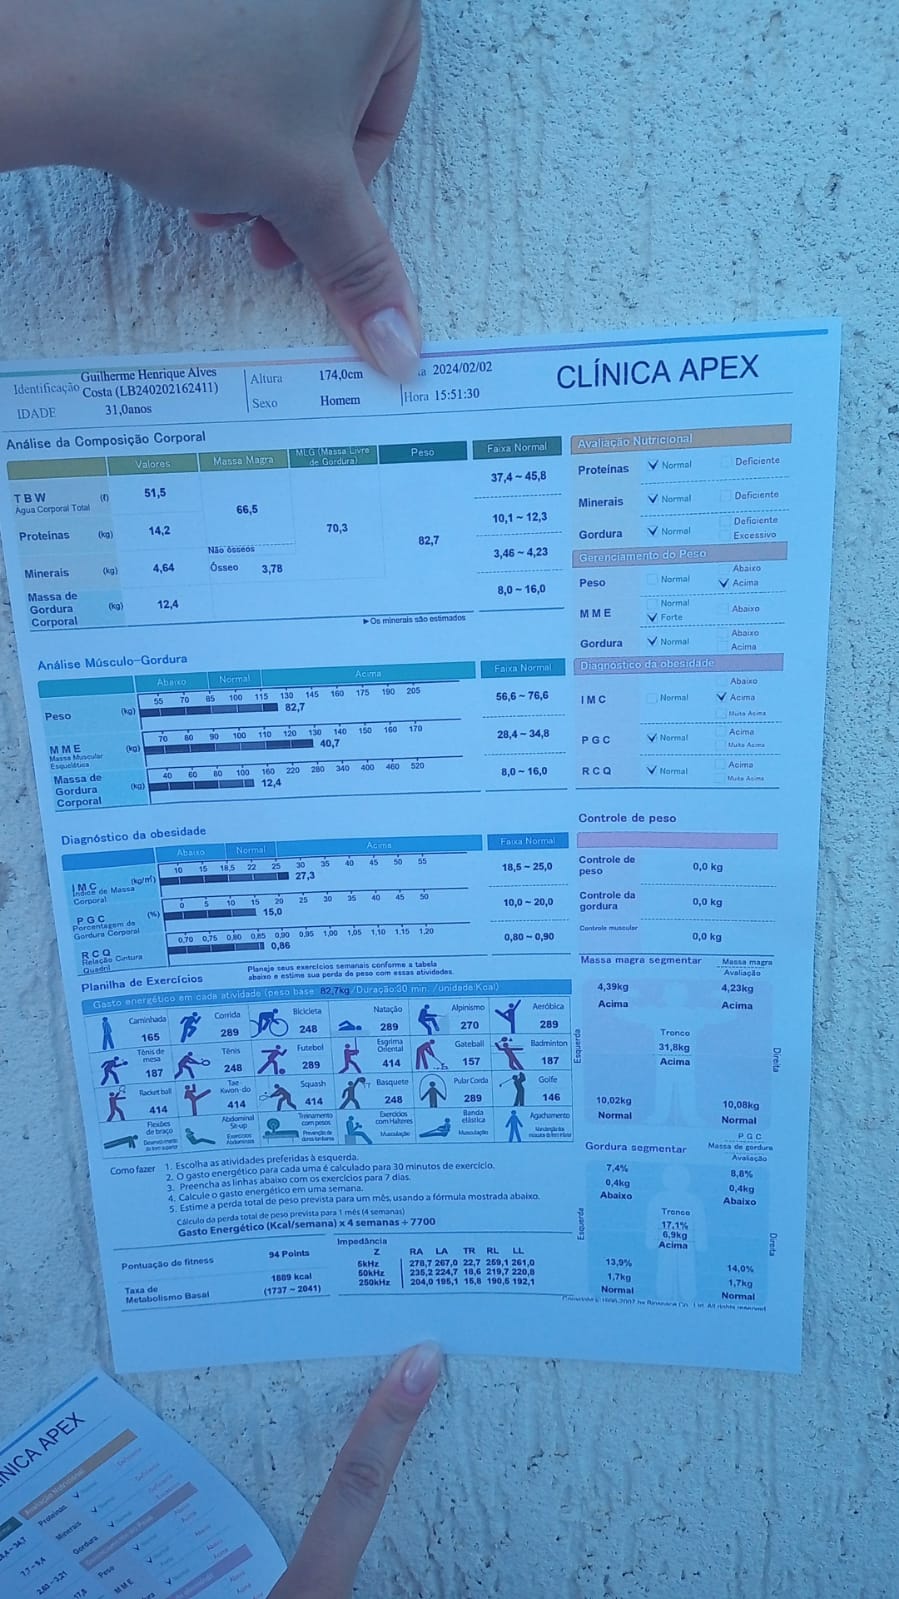 Identificação Guilherme Henrique Alves Costa (LB240202162411)
IDADE 31,0anos
Altura 174,0cm
Sexo Homem
2024/02/02
Hora 15:51:30
CLÍNICA APEX
Análise da Composição Corporal
Valores Massa Magra MLG (Massa Livre de Gordura) Peso Faixa Normal
TBW (ℓ) 51,5 37,4 ~ 45,8
Água Corporal Total
66,5
Proteínas (kg) 14,2 70,3 10,1 ~ 12,3
82,7
Não ósseos
Minerais (kg) 4,64 Ósseo 3,78 3,46 ~ 4,23
Massa de Gordura Corporal (kg) 12,4 8,0 ~ 16,0
►Os minerais são estimados
Avaliação Nutricional
Proteínas Normal Deficiente
Minerais Normal Deficiente
Gordura Normal Deficiente Excessivo
Gerenciamento do Peso
Peso Normal Abaixo Acima
MME Normal Forte Abaixo
Gordura Normal Abaixo Acima
Diagnóstico da obesidade
IMC Normal Abaixo Acima Muito Acima
PGC Normal Acima Muito Acima
RCQ Normal Acima Muito Acima
Análise Músculo-Gordura
Abaixo Normal Acima Faixa Normal
55 70 85 100 115 130 145 160 175 190 205
Peso (kg) 82,7 56,6 ~ 76,6
70 80 90 100 110 120 130 140 150 160 170
MME (kg) 40,7 28,4 ~ 34,8
Massa Muscular Esquelética
40 60 80 100 160 220 280 340 400 460 520
Massa de Gordura Corporal (kg) 12,4 8,0 ~ 16,0
Diagnóstico da obesidade
Abaixo Normal Acima Faixa Normal
10 15 18,5 22 25 30 35 40 45 50 55
IMC (kg/m²) 27,3 18,5 ~ 25,0
Índice de Massa Corporal
0 5 10 15 20 25 30 35 40 45 50
PGC (%) 15,0 10,0 ~ 20,0
Porcentagem de Gordura Corporal
0,70 0,75 0,80 0,85 0,90 0,95 1,00 1,05 1,10 1,15 1,20
RCQ 0,86 0,80 ~ 0,90
Relação Cintura Quadril
Controle de peso
Controle de peso 0,0 kg
Controle da gordura 0,0 kg
Controle muscular 0,0 kg
Planilha de Exercícios
Planeje seus exercícios semanais conforme a tabela
abaixo e estime sua perda de peso com essas atividades.
Gasto energético em cada atividade (peso base 82,7kg /Duração:30 min. /unidade:Kcal)
Caminhada 165 Corrida 289 Bicicleta 248 Natação 289 Alpinismo 270 Aeróbica 289
Tênis de mesa 187 Tênis 248 Futebol 289 Esgrima Oriental 414 Gateball 157 Badminton 187
Racket ball 414 Tae Kwon-do 414 Squash 414 Basquete 248 Pular Corda 289 Golfe 146
Flexões de braço Abdominal Exercícios Abdominais Treinamento com pesos Exercícios com Halteres Musculação Banda elástica Musculação Agachamento
Como fazer
1. Escolha as atividades preferidas à esquerda.
2. O gasto energético para cada uma é calculado para 30 minutos de exercício.
3. Preencha as linhas abaixo com os exercícios para 7 dias.
4. Calcule o gasto energético em uma semana.
5. Estime a perda total de peso prevista para um mês, usando a fórmula mostrada abaixo.
Cálculo da perda total de peso prevista para 1 mês (4 semanas)
Gasto Energético (Kcal/semana) x 4 semanas ÷ 7700
Pontuação de fitness 94 Points
Taxa de Metabolismo Basal 1889 kcal
(1737 ~ 2041)
Impedância
Z RA LA TR RL LL
5kHz 278,7 267,0 22,7 259,1 261,0
50kHz 235,2 224,7 18,6 219,7 220,8
250kHz 204,0 195,1 15,8 190,5 192,1
Massa magra segmentar Massa magra
Avaliação
4,39kg 4,23kg
Acima Acima
Tronco
31,8kg
Acima
Esquerda Direita
10,02kg 10,08kg
Normal Normal
Gordura segmentar PGC
Massa de gordura
Avaliação
7,4% 8,8%
0,4kg 0,4kg
Abaixo Abaixo
Tronco
17,1%
6,9kg
Acima
Esquerda Direita
13,9% 14,0%
1,7kg 1,7kg
Normal Normal
CLÍNICA APEX
Avaliação Nutricional
Proteínas
Minerais
Gordura
Peso
MME
7,7~9,4
2,63~3,21